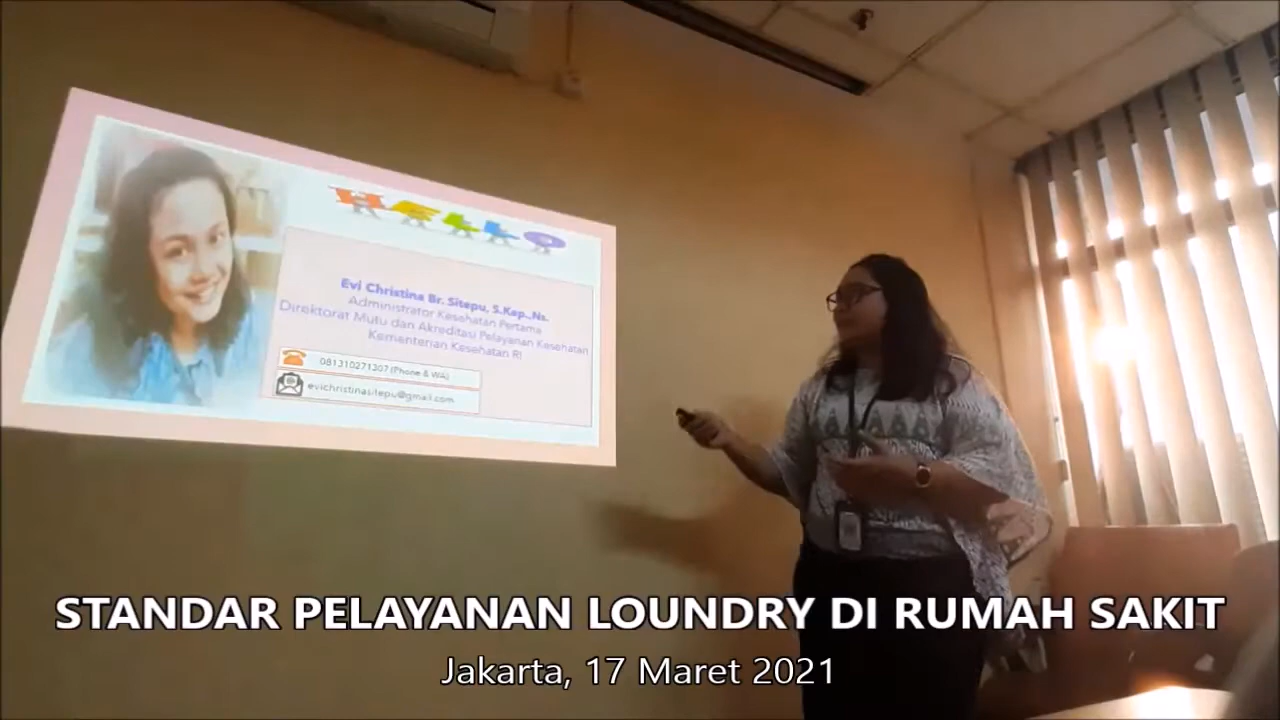 HELLO
Evi Christina Br. Sitepu, S.Kep.,Ns.
Administrator Kesehatan Pertama
Direktorat Mutu dan Akreditasi Pelayanan Kesehatan
Kementerian Kesehatan RI
081310271307 (Phone & WA)
evichristinasitepu@gmail.com
STANDAR PELAYANAN LOUNDRY DI RUMAH SAKIT
Jakarta, 17 Maret 2021